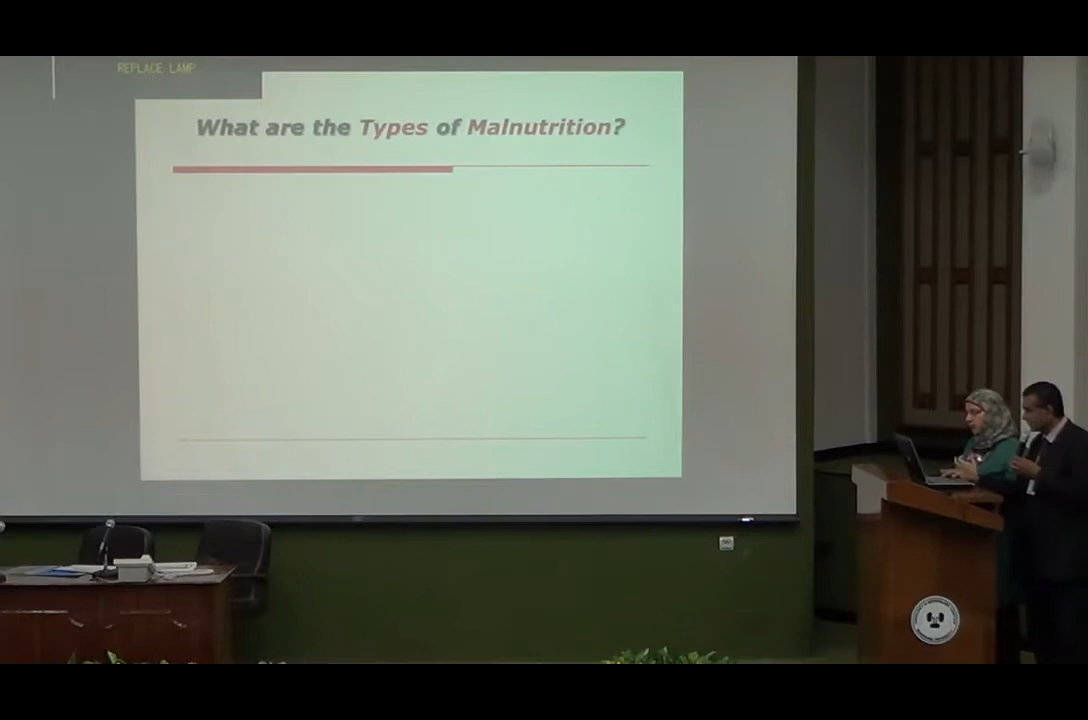 REPLACE LAMP
What are the Types of Malnutrition?